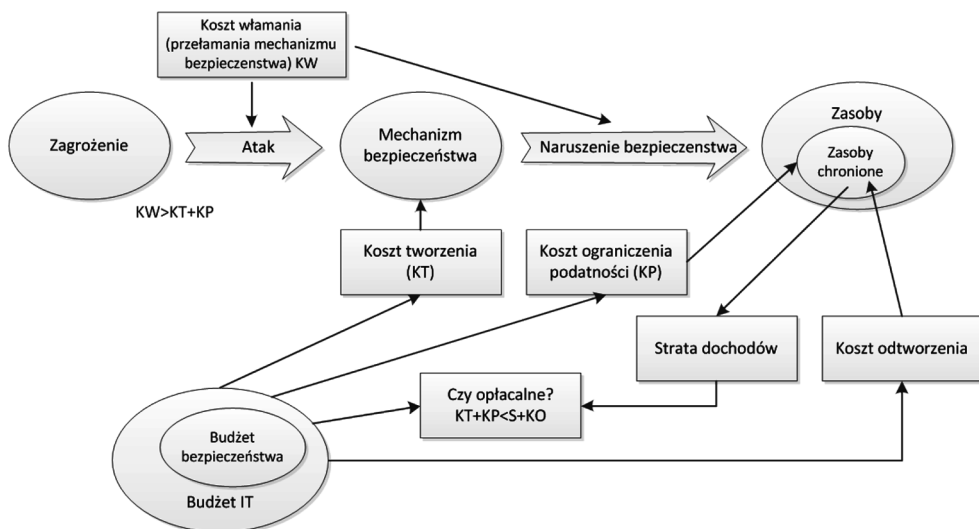 Koszt włamania
(przełamania mechanizmu
bezpieczenstwa) KW
Zagrożenie
Atak
Mechanizm
bezpieczeństwa
Naruszenie bezpieczenstwa
Zasoby
Zasoby
chronione
KW>KT+KP
Koszt tworzenia
(KT)
Koszt ograniczenia
podatności (KP)
Strata dochodów
Koszt odtworzenia
Czy opłacalne?
KT+KP<S+KO
Budżet
bezpieczeństwa
Budżet IT